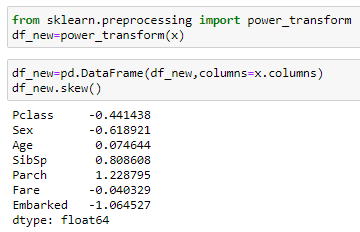 from sklearn.preprocessing import power_transform
df_new=power_transform(x)
df_new=pd.DataFrame(df_new,columns=x.columns)
df_new.skew()
Pclass     -0.441438
Sex        -0.618921
Age         0.074644
SibSp       0.808608
Parch       1.228795
Fare       -0.040329
Embarked   -1.064527
dtype: float64